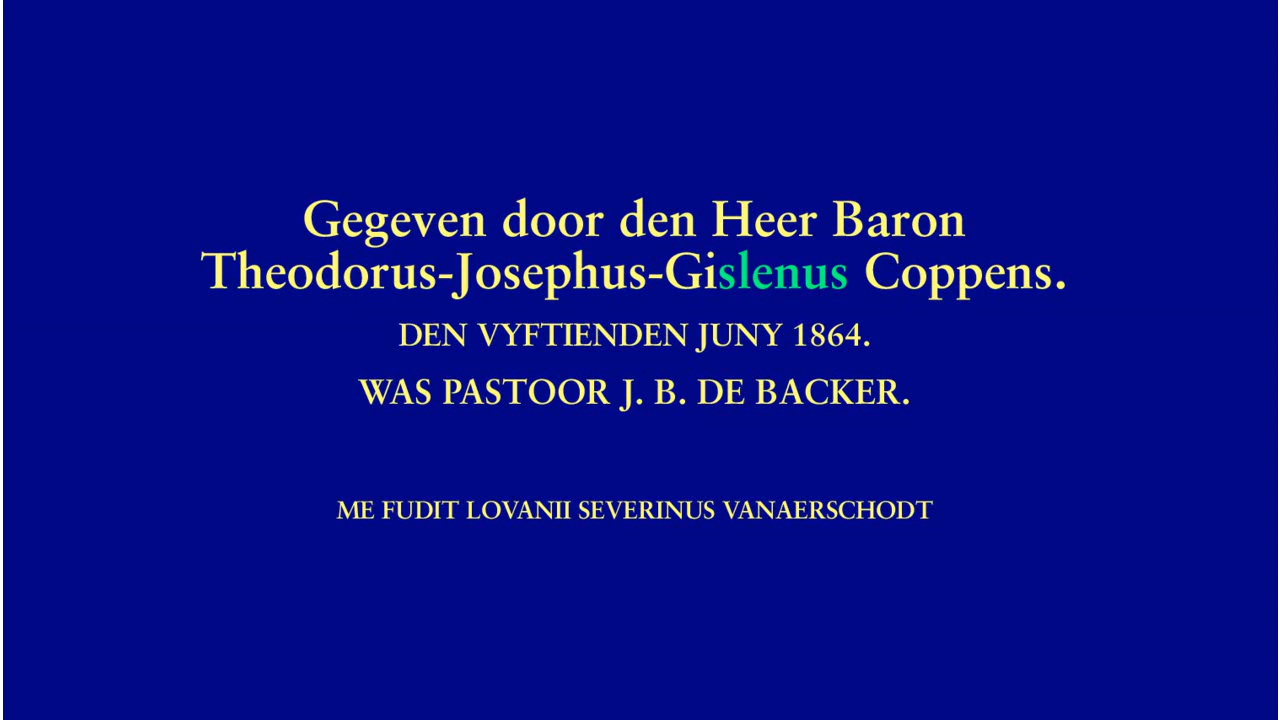 Gegeven door den Heer Baron
Theodorus-Josephus-Gislenus Coppens.
DEN VYFTIENDEN JUNY 1864.
WAS PASTOOR J. B. DE BACKER.
ME FUDIT LOVANII SEVERINUS VANAERSCHODT